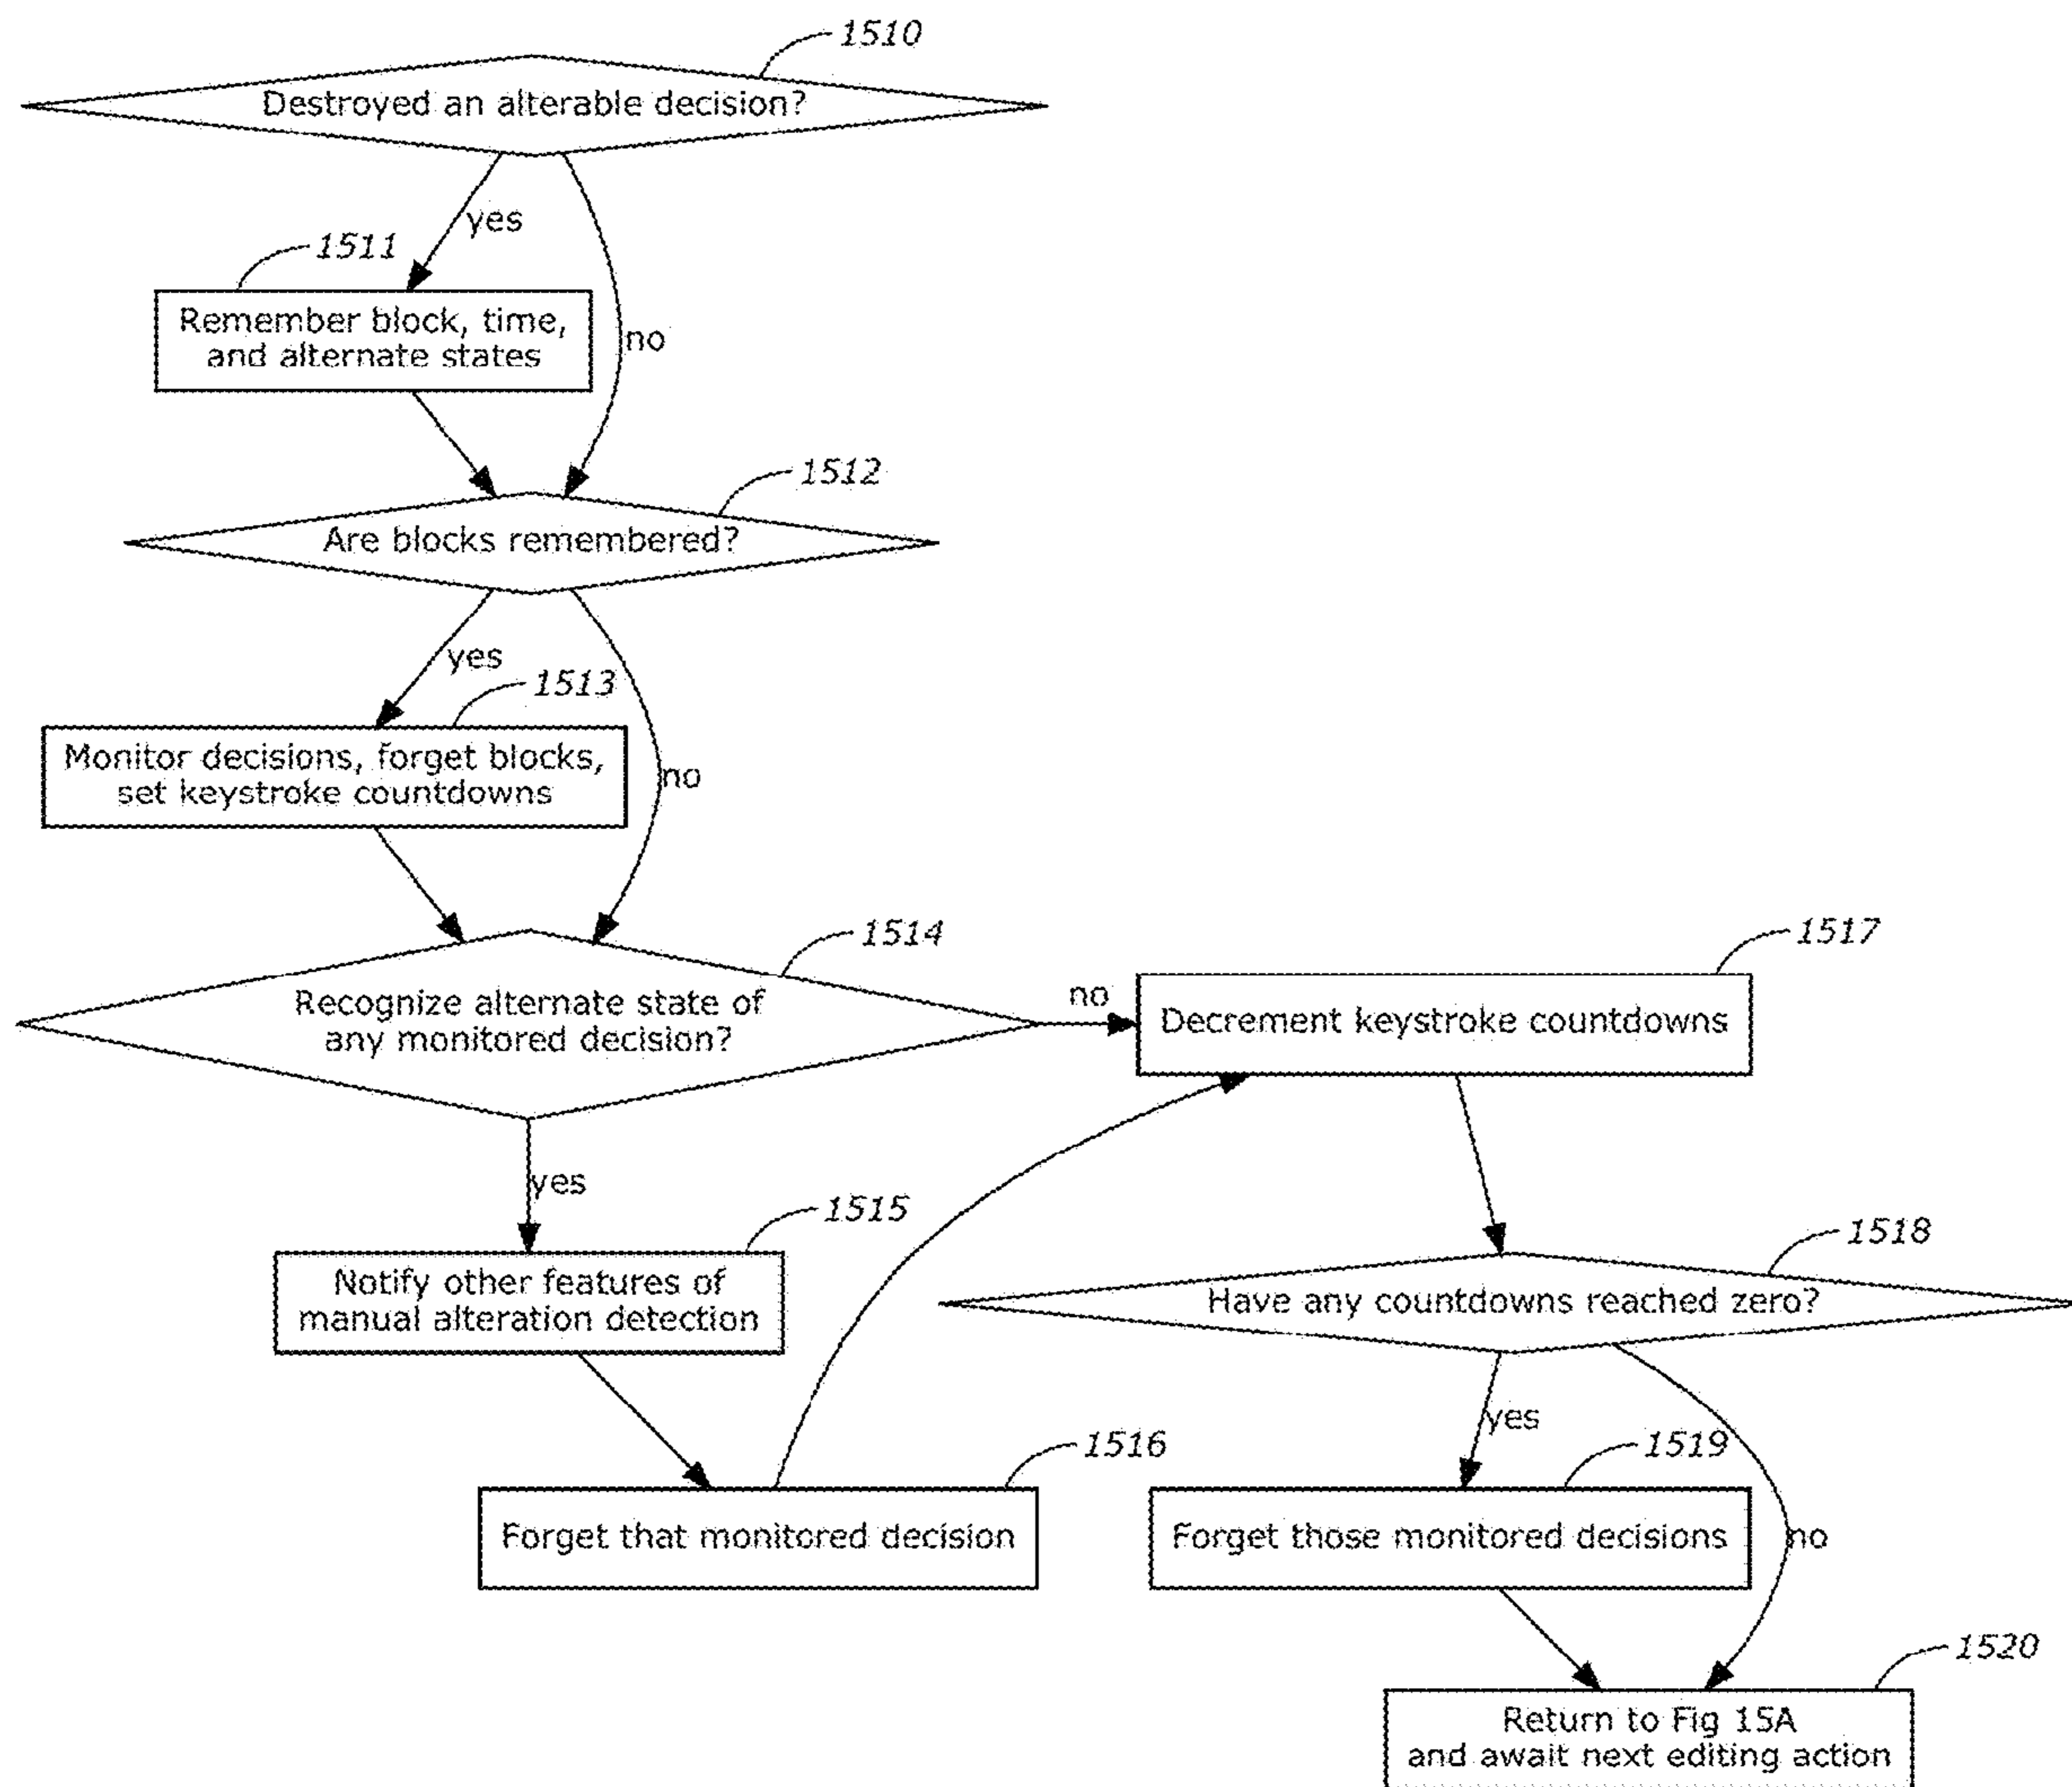 1510
Destroyed an alterable decision?
yes
1511
Remember block, time,
and alternate states
no
1512
Are blocks remembered?
yes
1513
Monitor decisions, forget blocks,
set keystroke countdowns
no
1514
Recognize alternate state of
any monitored decision?
no
1517
Decrement keystroke countdowns
yes
1515
Notify other features of
manual alteration detection
1518
Have any countdowns reached zero?
1516
Forget that monitored decision
yes
1519
Forget those monitored decisions
no
1520
Return to Fig 15A
and await next editing action